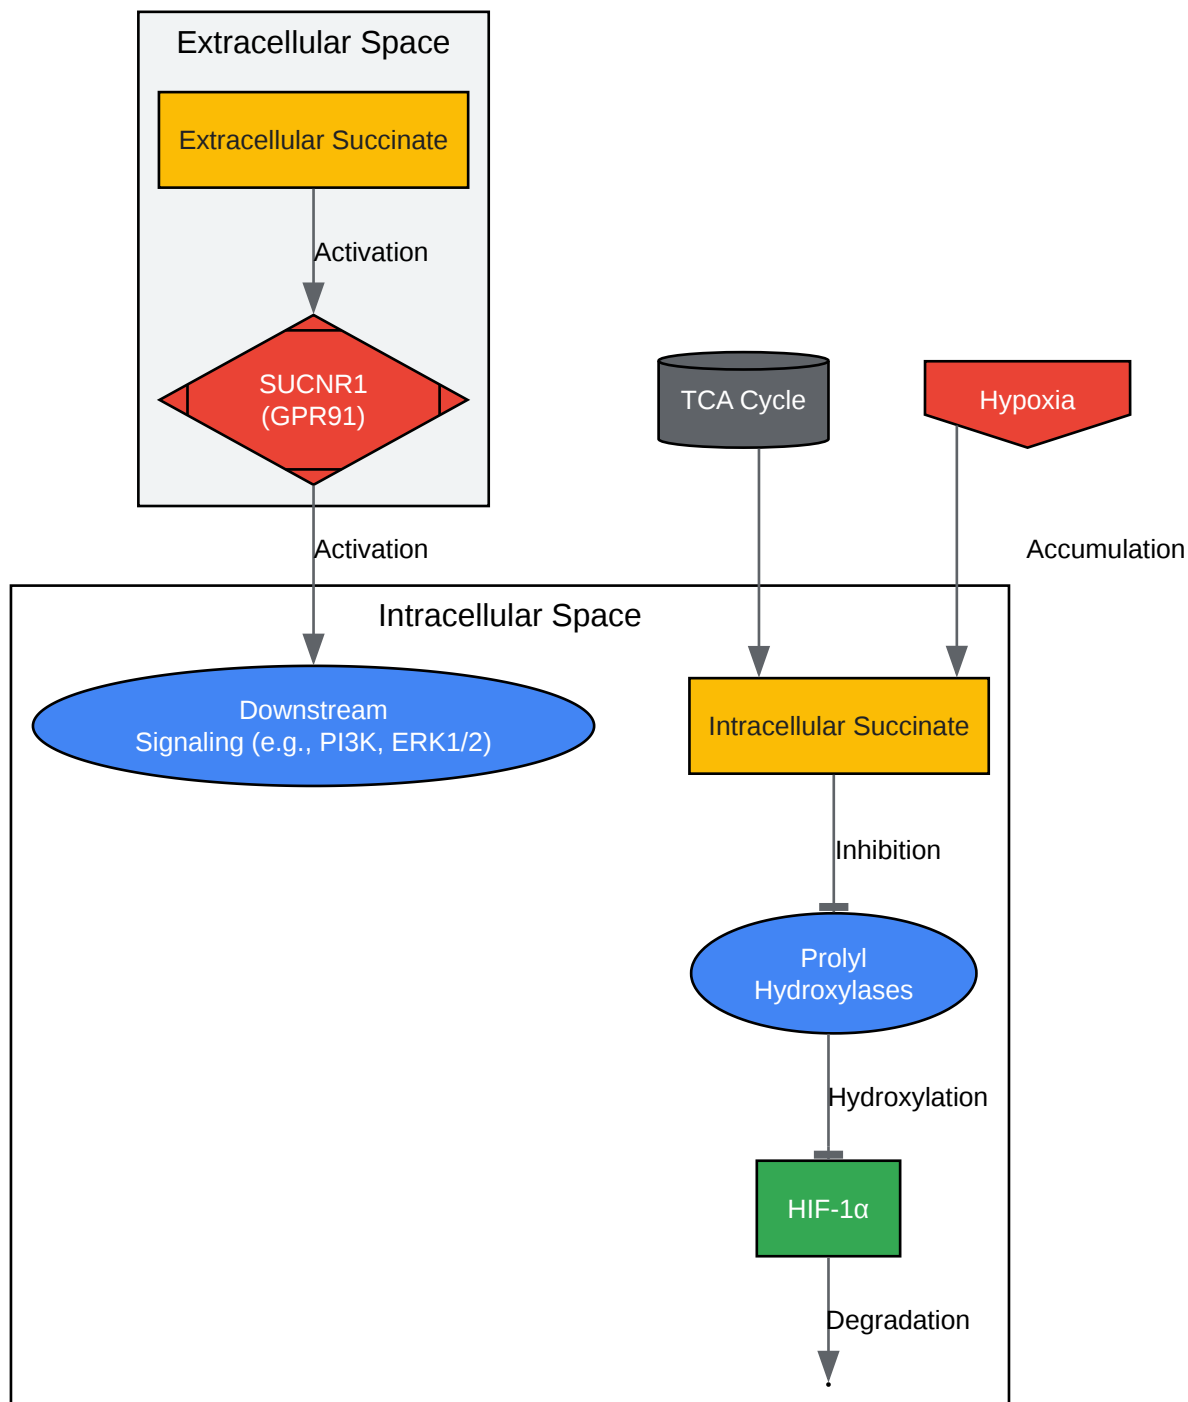 Extracellular Space
Extracellular Succinate
Activation
SUCNR1
(GPR91)
TCA Cycle
Hypoxia
Activation
Accumulation
Intracellular Space
Downstream
Signaling (e.g., PI3K, ERK1/2)
Intracellular Succinate
Inhibition
Prolyl
Hydroxylases
Hydroxylation
HIF-1α
Degradation